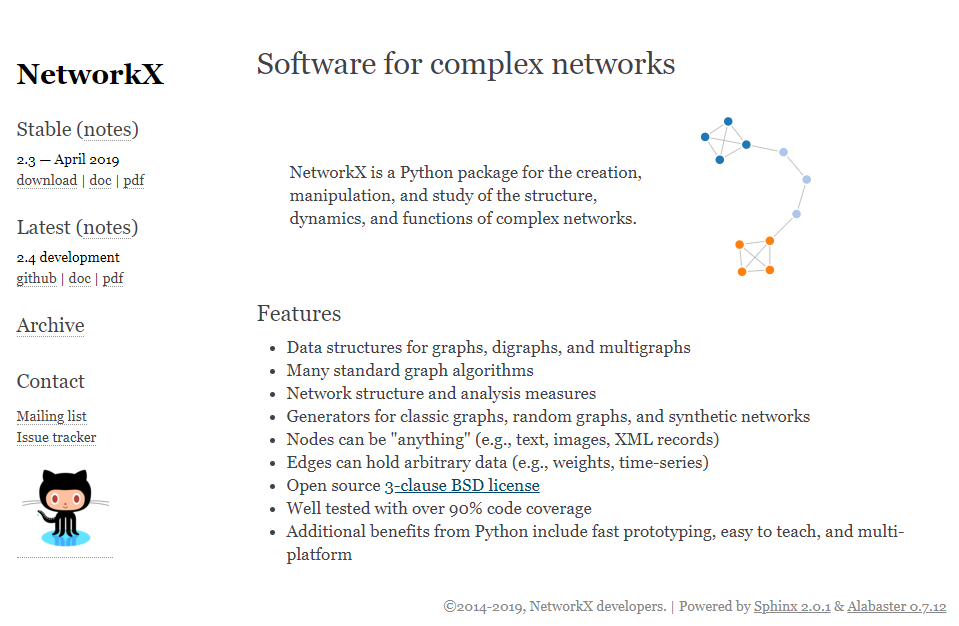 NetworkX
Stable (notes)
2.3 — April 2019
download | doc | pdf
Latest (notes)
2.4 development
github | doc | pdf
Archive
Contact
Mailing list
Issue tracker
Software for complex networks
NetworkX is a Python package for the creation,
manipulation, and study of the structure,
dynamics, and functions of complex networks.
Features
• Data structures for graphs, digraphs, and multigraphs
• Many standard graph algorithms
• Network structure and analysis measures
• Generators for classic graphs, random graphs, and synthetic networks
• Nodes can be "anything" (e.g., text, images, XML records)
• Edges can hold arbitrary data (e.g., weights, time-series)
• Open source 3-clause BSD license
• Well tested with over 90% code coverage
• Additional benefits from Python include fast prototyping, easy to teach, and multi-
platform
©2014-2019, NetworkX developers. | Powered by Sphinx 2.0.1 & Alabaster 0.7.12